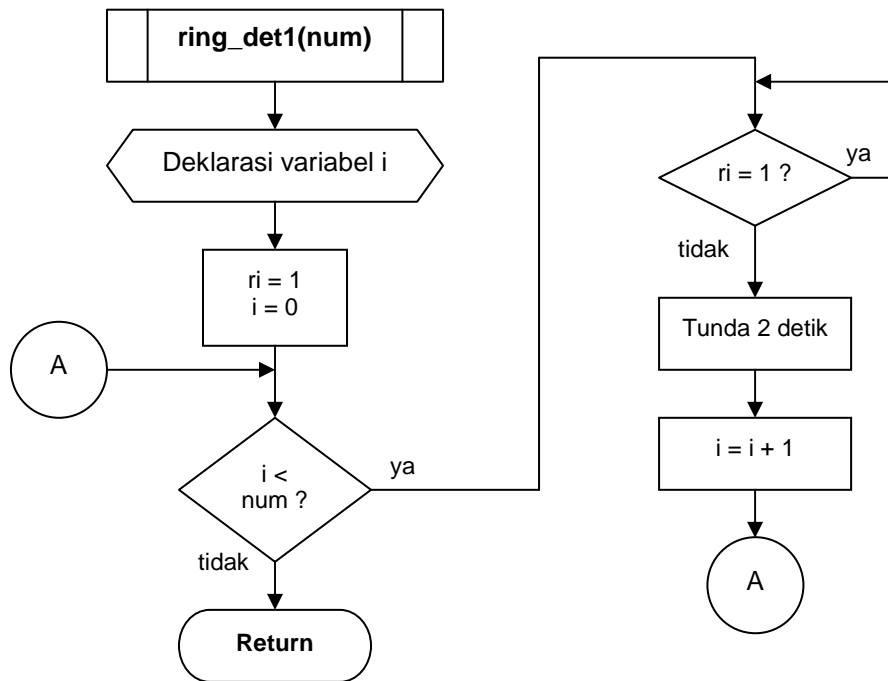 ring_det1(num)
Deklarasi variabel i
ri = 1
i = 0
A
i <
num ?
ya
tidak
Return
ri = 1 ?
ya
tidak
Tunda 2 detik
i = i + 1
A